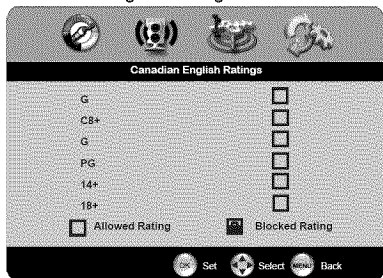 Canadian English Ratings
G
C8+
G
PG
14+
18+
Allowed Rating Blocked Rating
OK Set Select MENU Back